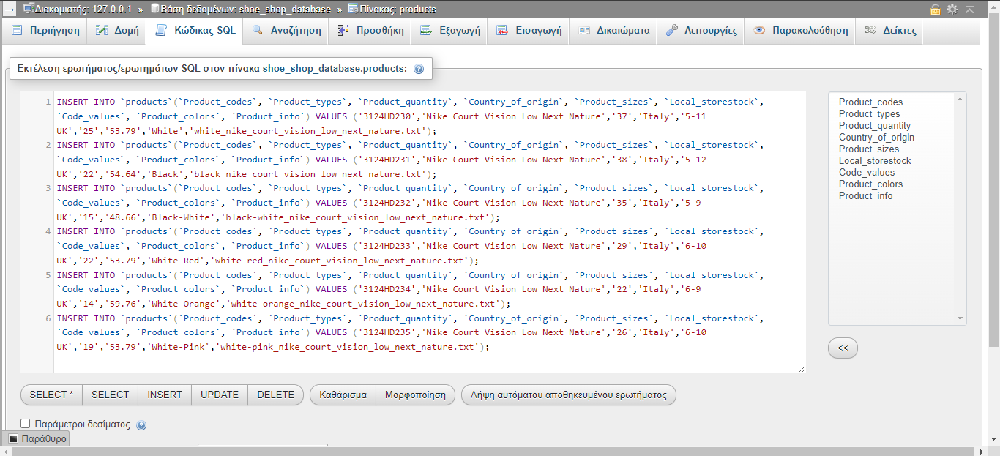 Διακομιστής: 127.0.0.1 » Βάση δεδομένων: shoe_shop_database » Πίνακας: products
Περιήγηση Δομή Κώδικας SQL Αναζήτηση Προσθήκη Εξαγωγή Εισαγωγή Δικαιώματα Λειτουργίες Παρακολούθηση Δείκτες
Εκτέλεση ερωτήματος/ερωτημάτων SQL στον πίνακα shoe_shop_database.products:
1 INSERT INTO `products`(`Product_codes`, `Product_types`, `Product_quantity`, `Country_of_origin`, `Product_sizes`, `Local_storestock`,
`Code_values`, `Product_colors`, `Product_info`) VALUES ('3124HD230','Nike Court Vision Low Next Nature','37','Italy','5-11
UK','25','53.79','White','white_nike_court_vision_low_next_nature.txt');
2 INSERT INTO `products`(`Product_codes`, `Product_types`, `Product_quantity`, `Country_of_origin`, `Product_sizes`, `Local_storestock`,
`Code_values`, `Product_colors`, `Product_info`) VALUES ('3124HD231','Nike Court Vision Low Next Nature','38','Italy','5-12
UK','22','54.64','Black','black_nike_court_vision_low_next_nature.txt');
3 INSERT INTO `products`(`Product_codes`, `Product_types`, `Product_quantity`, `Country_of_origin`, `Product_sizes`, `Local_storestock`,
`Code_values`, `Product_colors`, `Product_info`) VALUES ('3124HD232','Nike Court Vision Low Next Nature','35','Italy','5-9
UK','15','48.66','Black-White','black-white_nike_court_vision_low_next_nature.txt');
4 INSERT INTO `products`(`Product_codes`, `Product_types`, `Product_quantity`, `Country_of_origin`, `Product_sizes`, `Local_storestock`,
`Code_values`, `Product_colors`, `Product_info`) VALUES ('3124HD233','Nike Court Vision Low Next Nature','29','Italy','6-10
UK','22','53.79','White-Red','white-red_nike_court_vision_low_next_nature.txt');
5 INSERT INTO `products`(`Product_codes`, `Product_types`, `Product_quantity`, `Country_of_origin`, `Product_sizes`, `Local_storestock`,
`Code_values`, `Product_colors`, `Product_info`) VALUES ('3124HD234','Nike Court Vision Low Next Nature','22','Italy','6-9
UK','14','59.76','White-Orange','white-orange_nike_court_vision_low_next_nature.txt');
6 INSERT INTO `products`(`Product_codes`, `Product_types`, `Product_quantity`, `Country_of_origin`, `Product_sizes`, `Local_storestock`,
`Code_values`, `Product_colors`, `Product_info`) VALUES ('3124HD235','Nike Court Vision Low Next Nature','26','Italy','6-10
UK','19','53.79','White-Pink','white-pink_nike_court_vision_low_next_nature.txt');
Product_codes
Product_types
Product_quantity
Country_of_origin
Product_sizes
Local_storestock
Code_values
Product_colors
Product_info
<<
SELECT * SELECT INSERT UPDATE DELETE Καθάρισμα Μορφοποίηση Λήψη αυτόματου αποθηκευμένου ερωτήματος
Παράμετροι δεσίματος
Παράθυρο